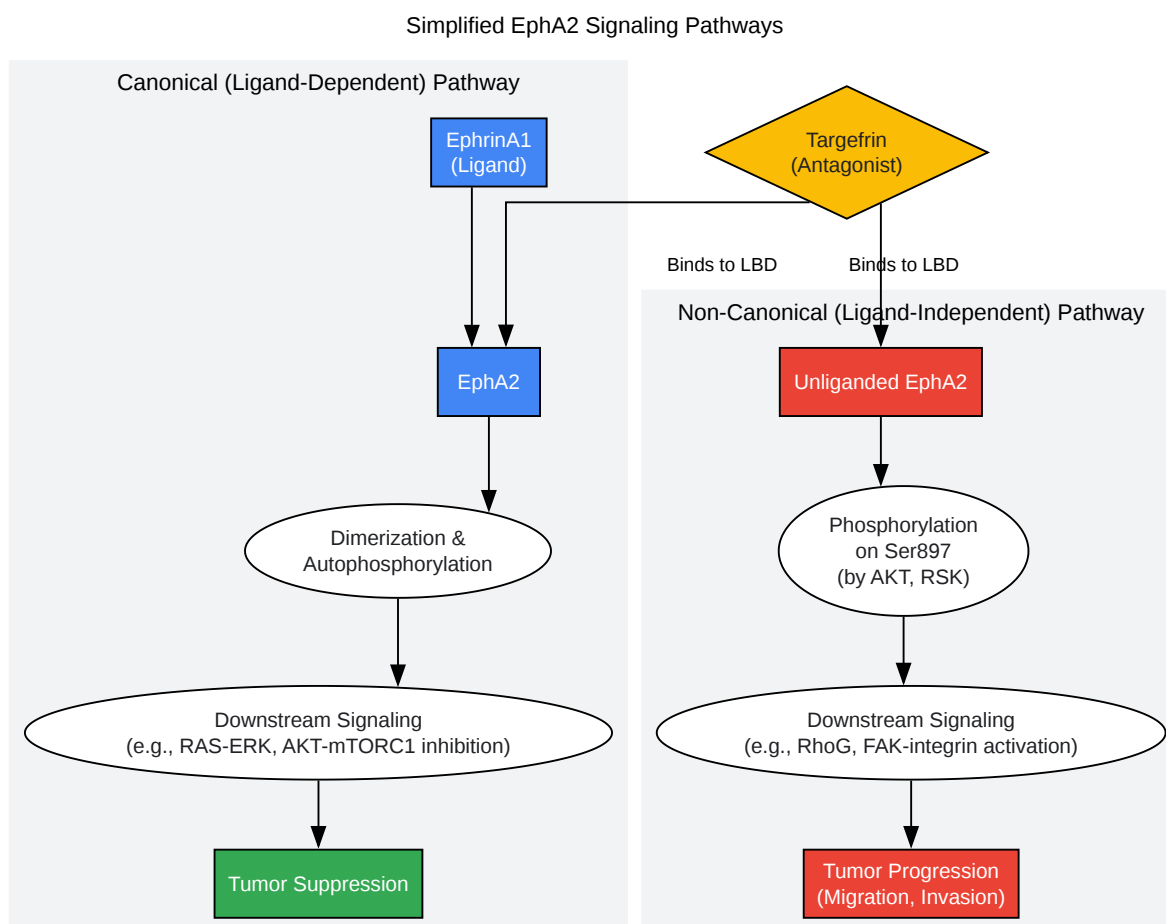 Simplified EphA2 Signaling Pathways
Canonical (Ligand-Dependent) Pathway
EphrinA1
(Ligand)
Targefrin
(Antagonist)
Binds to LBD
Binds to LBD
Non-Canonical (Ligand-Independent) Pathway
EphA2
Unliganded EphA2
Dimerization &
Autophosphorylation
Phosphorylation
on Ser897
(by AKT, RSK)
Downstream Signaling
(e.g., RAS-ERK, AKT-mTORC1 inhibition)
Downstream Signaling
(e.g., RhoG, FAK-integrin activation)
Tumor Suppression
Tumor Progression
(Migration, Invasion)